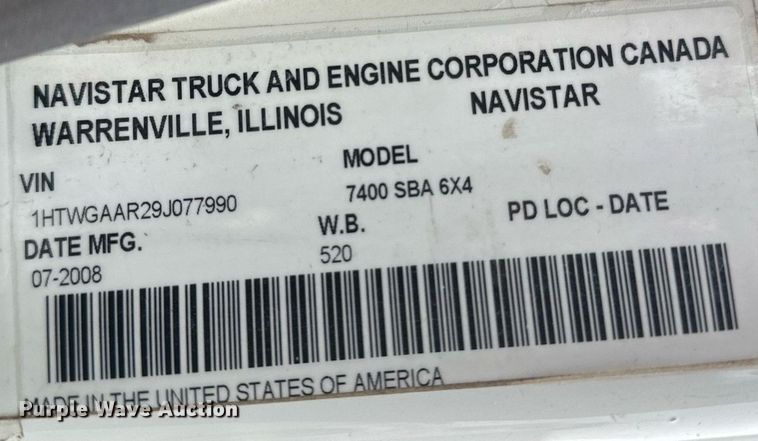 NAVISTAR TRUCK AND ENGINE CORPORATION CANADA
WARRENVILLE, ILLINOIS NAVISTAR
VIN MODEL
1HTWGAAR29J077990 7400 SBA 6X4
DATE MFG. W.B. PD LOC - DATE
07-2008 520
MADE IN THE UNITED STATES OF AMERICA
Purple Wave Auction